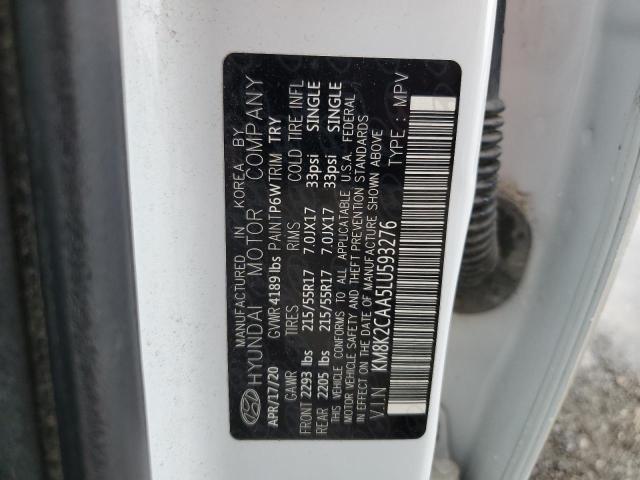 MANUFACTURED IN KOREA BY
HYUNDAI MOTOR COMPANY
APR/17/20 GVWR 4189 lbs PAINT P6W TRIM TRY
GAWR TIRES RIMS COLD TIRE INFL
FRONT 2293 lbs 215/55R17 7.0JX17 33psi SINGLE
REAR 2205 lbs 215/55R17 7.0JX17 33psi SINGLE
THIS VEHICLE CONFORMS TO ALL APPLICABLE U.S.A. FEDERAL
MOTOR VEHICLE SAFETY AND THEFT PREVENTION STANDARDS
IN EFFECT ON THE DATE OF MANUFACTURE SHOWN ABOVE
V.I.N KM8K2CAA5LU593276 TYPE : MPV